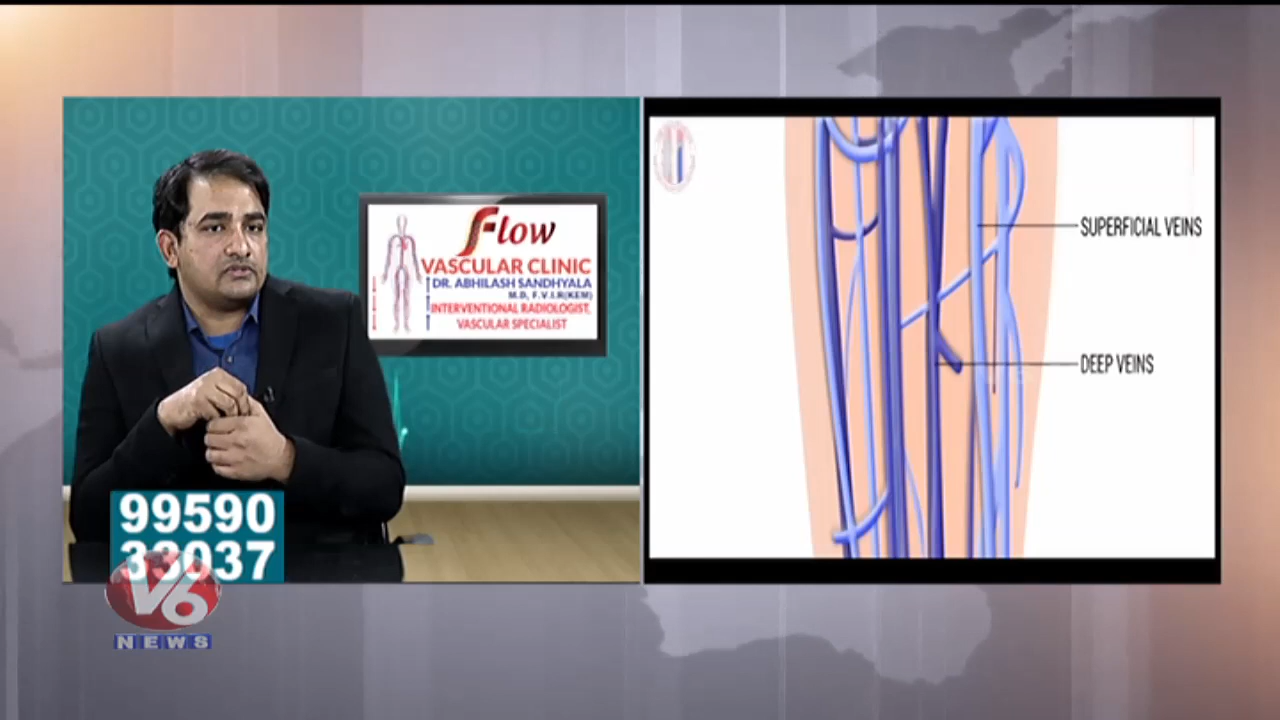 Flow
VASCULAR CLINIC
DR. ABHILASH SANDHYALA
M.D, F.V.I.R(KEM)
INTERVENTIONAL RADIOLOGIST,
VASCULAR SPECIALIST
SUPERFICIAL VEINS
DEEP VEINS
99590
33037
V6
NEWS